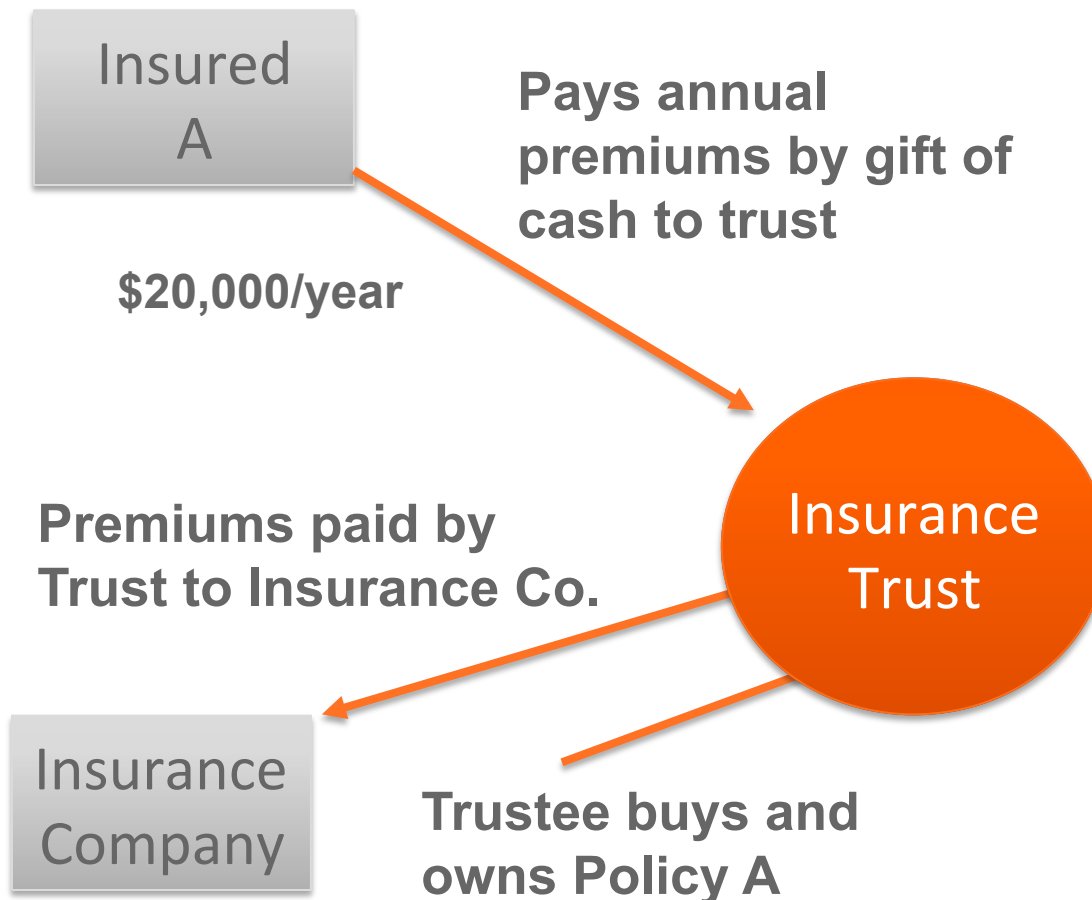 Insured
A
Pays annual
premiums by gift of
cash to trust
$20,000/year
Insurance
Trust
Premiums paid by
Trust to Insurance Co.
Insurance
Company
Trustee buys and
owns Policy A